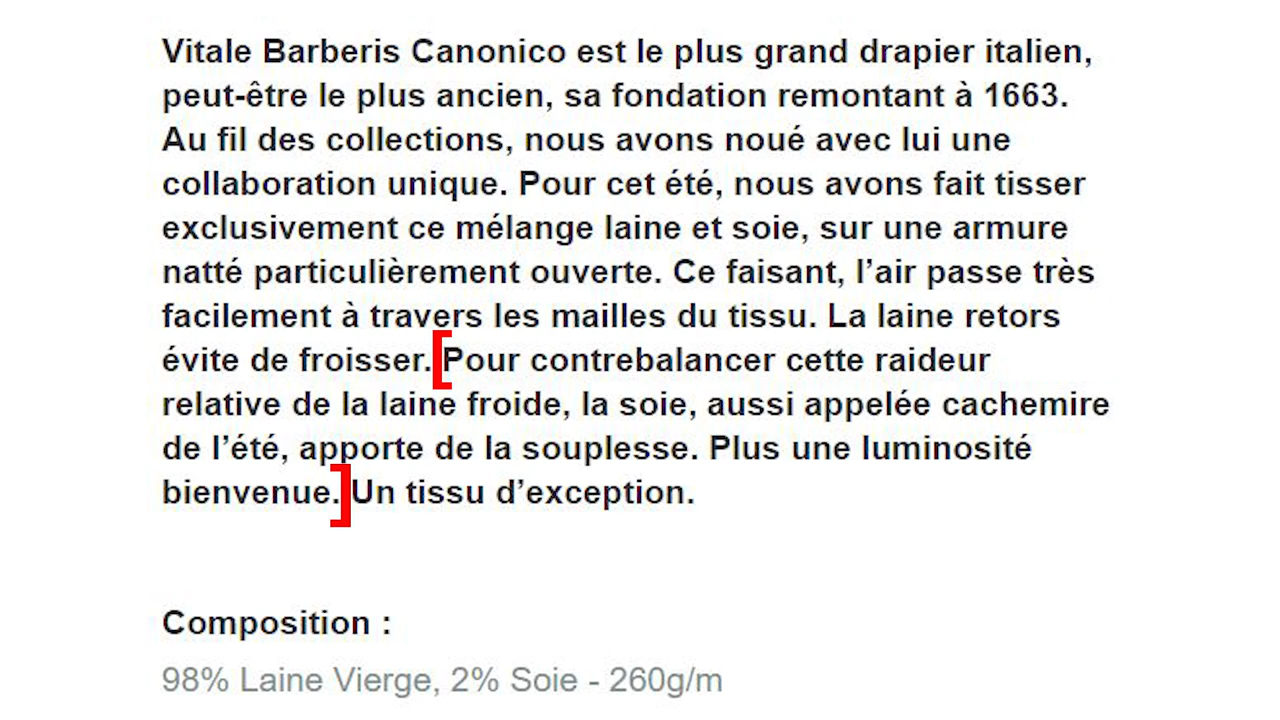 Vitale Barberis Canonico est le plus grand drapier italien,
peut-être le plus ancien, sa fondation remontant à 1663.
Au fil des collections, nous avons noué avec lui une
collaboration unique. Pour cet été, nous avons fait tisser
exclusivement ce mélange laine et soie, sur une armure
natté particulièrement ouverte. Ce faisant, l’air passe très
facilement à travers les mailles du tissu. La laine retors
évite de froisser. [Pour contrebalancer cette raideur
relative de la laine froide, la soie, aussi appelée cachemire
de l’été, apporte de la souplesse. Plus une luminosité
bienvenue.] Un tissu d’exception.
Composition :
98% Laine Vierge, 2% Soie - 260g/m